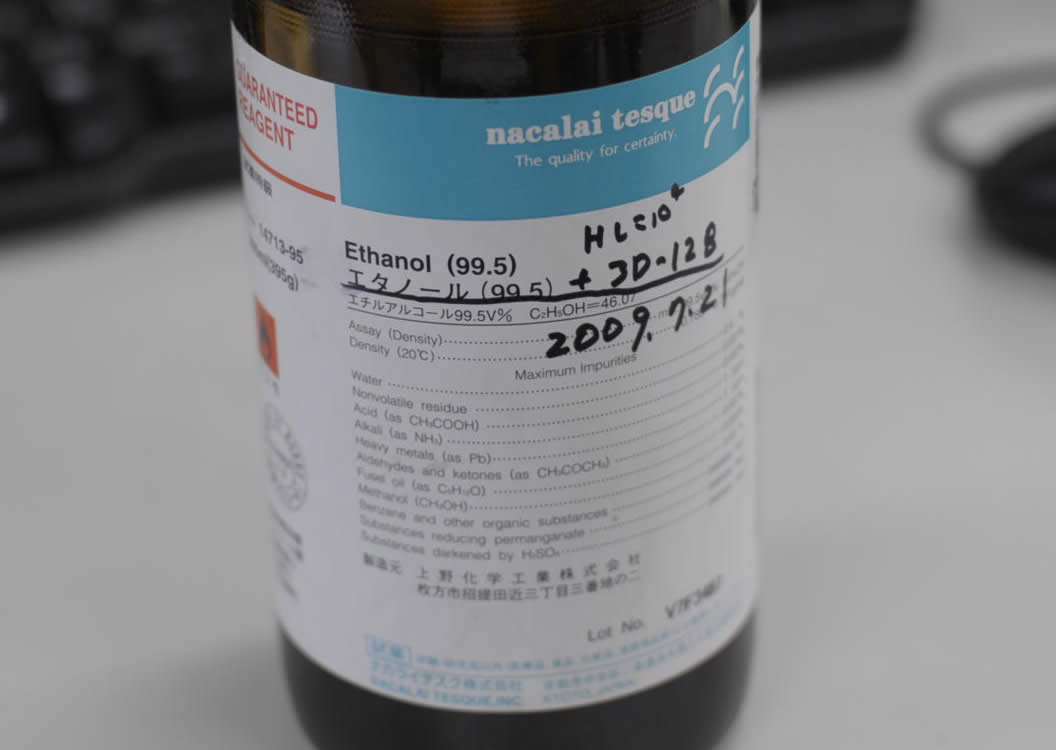 GUARANTEED
REAGENT
14713-95
(395g)
nacalai tesque
The quality for certainty.
Ethanol (99.5)
エタノール (99.5)
エチルアルコール99.5V% C₂H₅OH=46.07
+ 3D-128
2009.7.21
Assay (Density)
Density (20℃)
Maximum Impurities
Water
Nonvolatile residue
Acid (as CH₃COOH)
Alkali (as NH₃)
Heavy metals (as Pb)
Aldehydes and ketones (as CH₃COCH₃)
Fusel oil (as C₅H₁₂O)
Methanol (CH₃OH)
Benzene and other organic substances
Substances reducing permanganate
Substances darkened by H₂SO₄
製造元 上野化学工業株式会社
枚方市招提田近三丁目三番地の二
Lot No.
試薬
ナカライテスク株式会社
NACALAI TESQUE, INC. KYOTO, JAPAN